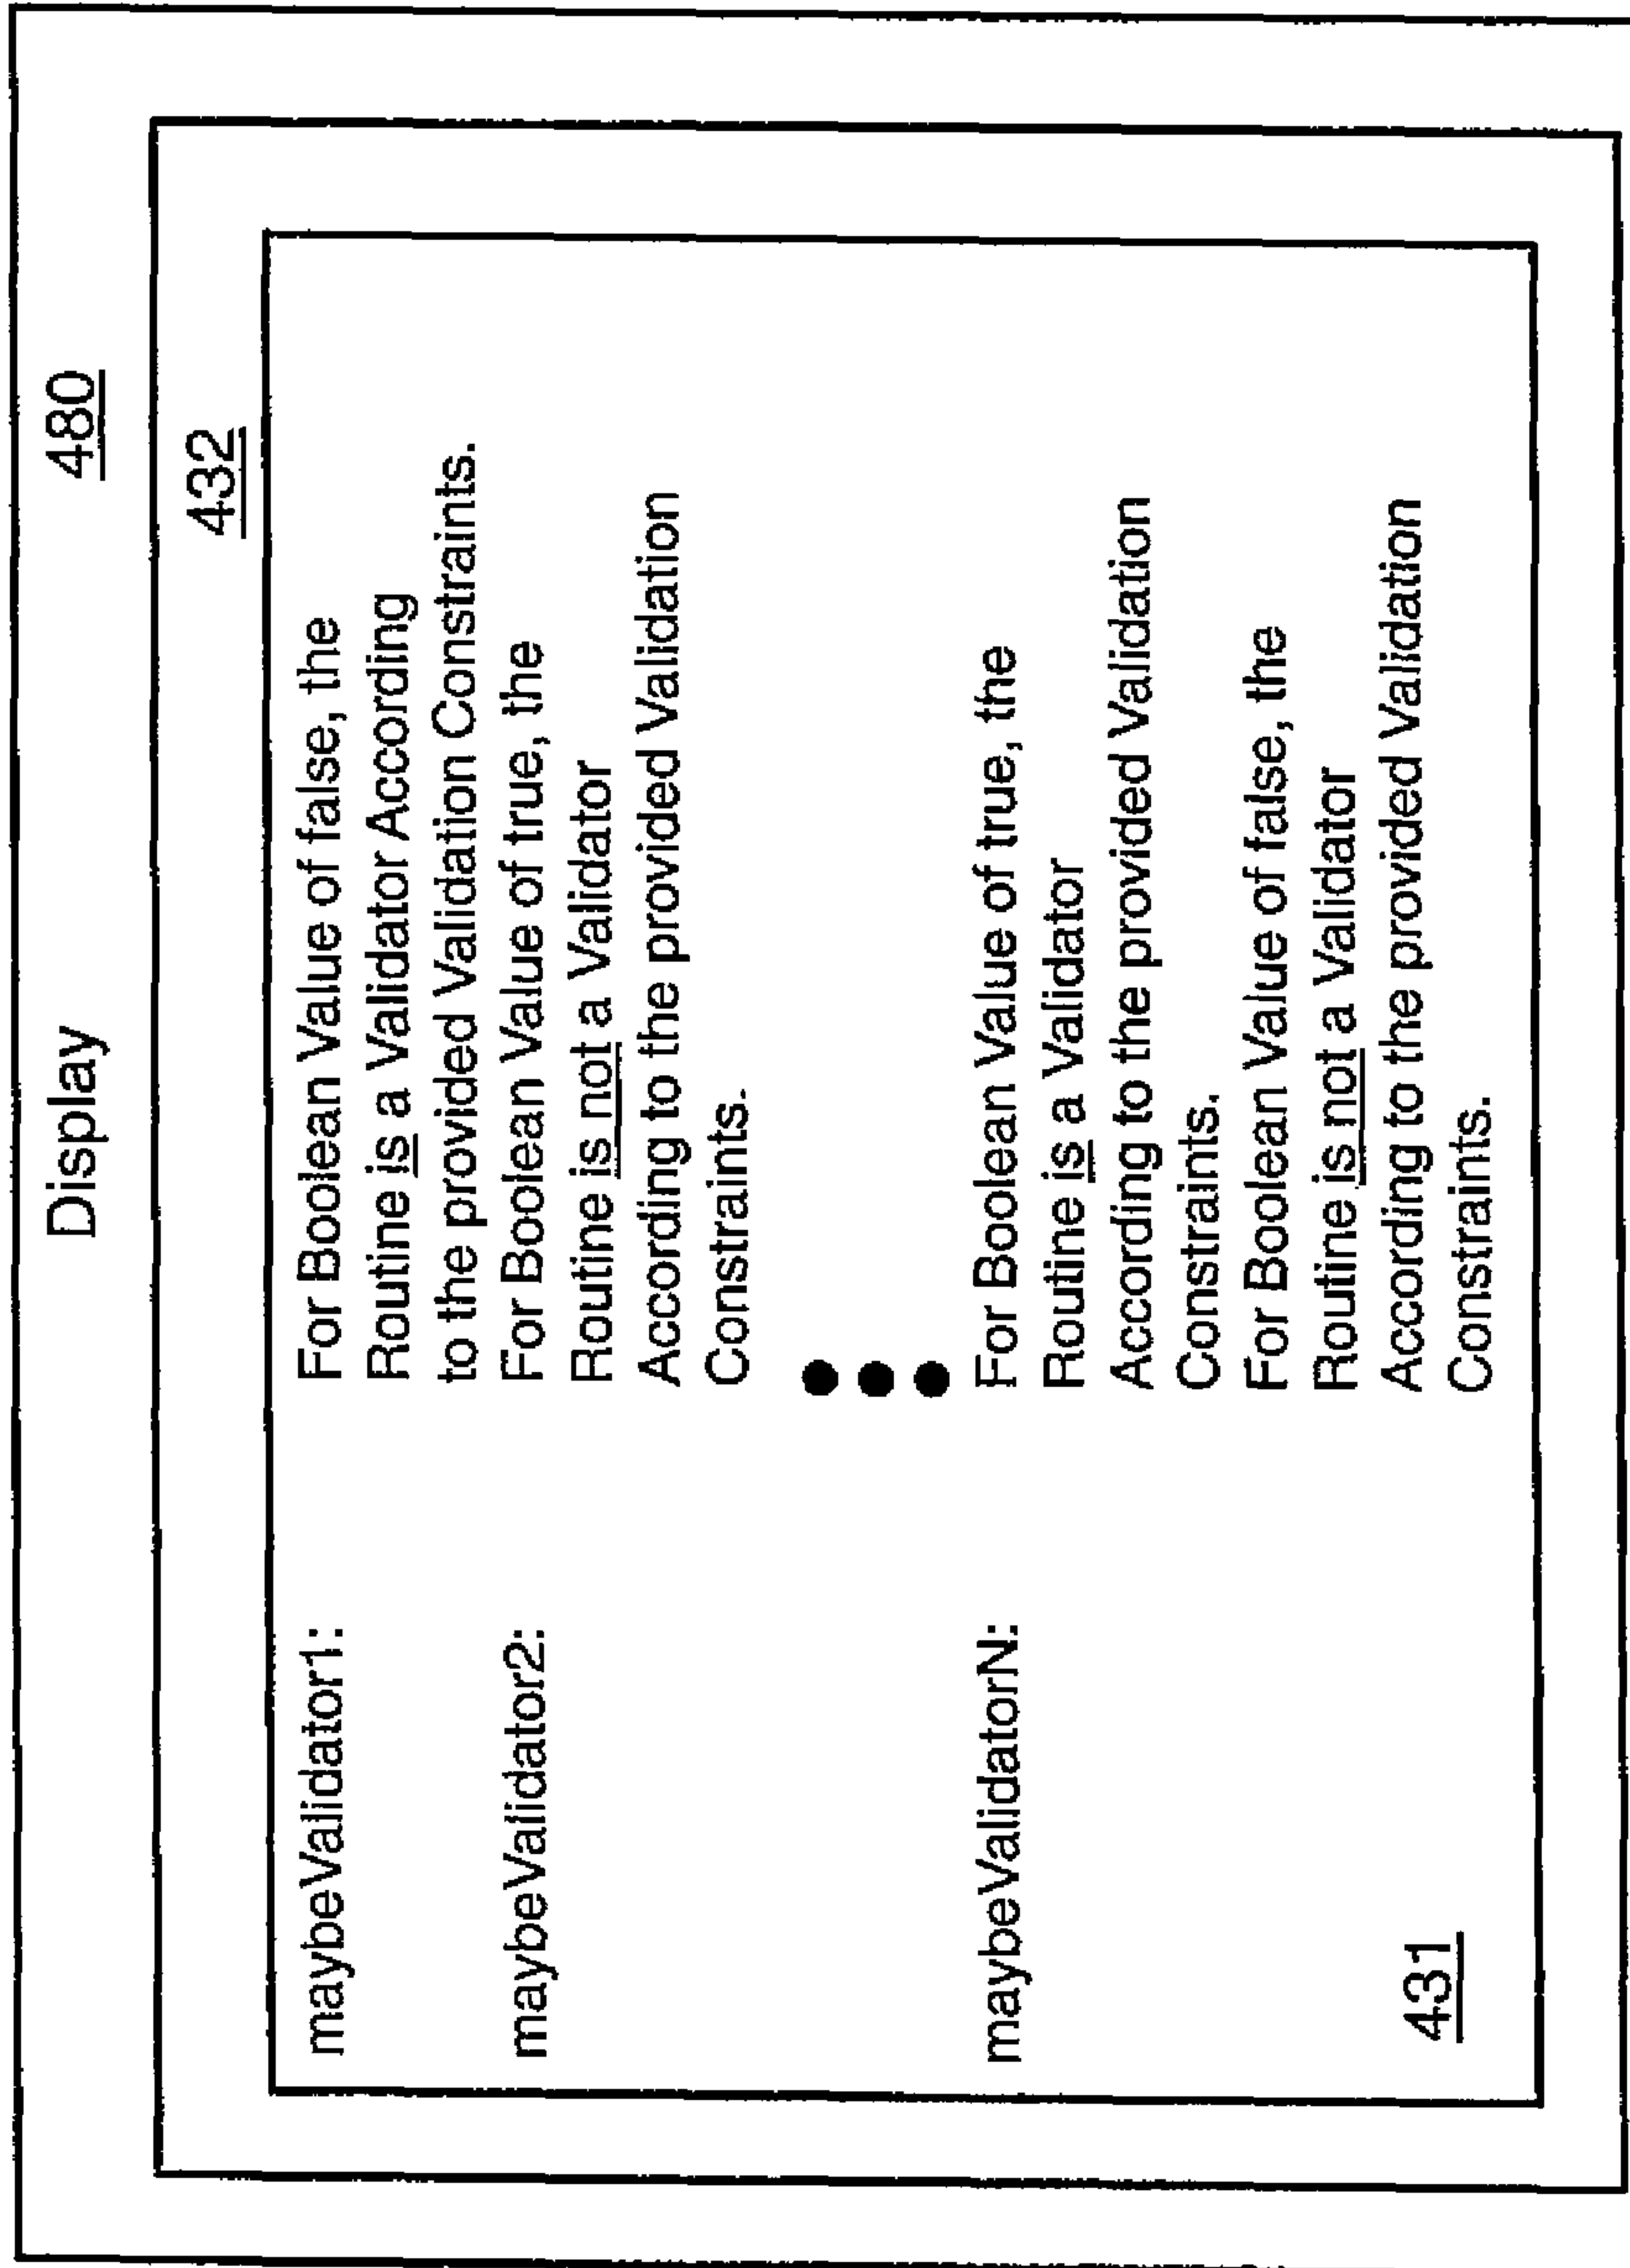 Display 480
432
maybeValidator1: For Boolean Value of false, the
Routine is a Validator According
to the provided Validation Constraints.
maybeValidator2: For Boolean Value of true, the
Routine is not a Validator
According to the provided Validation
Constraints.
maybeValidatorN: For Boolean Value of true, the
Routine is a Validator
According to the provided Validation
Constraints.
For Boolean Value of false, the
Routine is not a Validator
According to the provided Validation
Constraints.
431